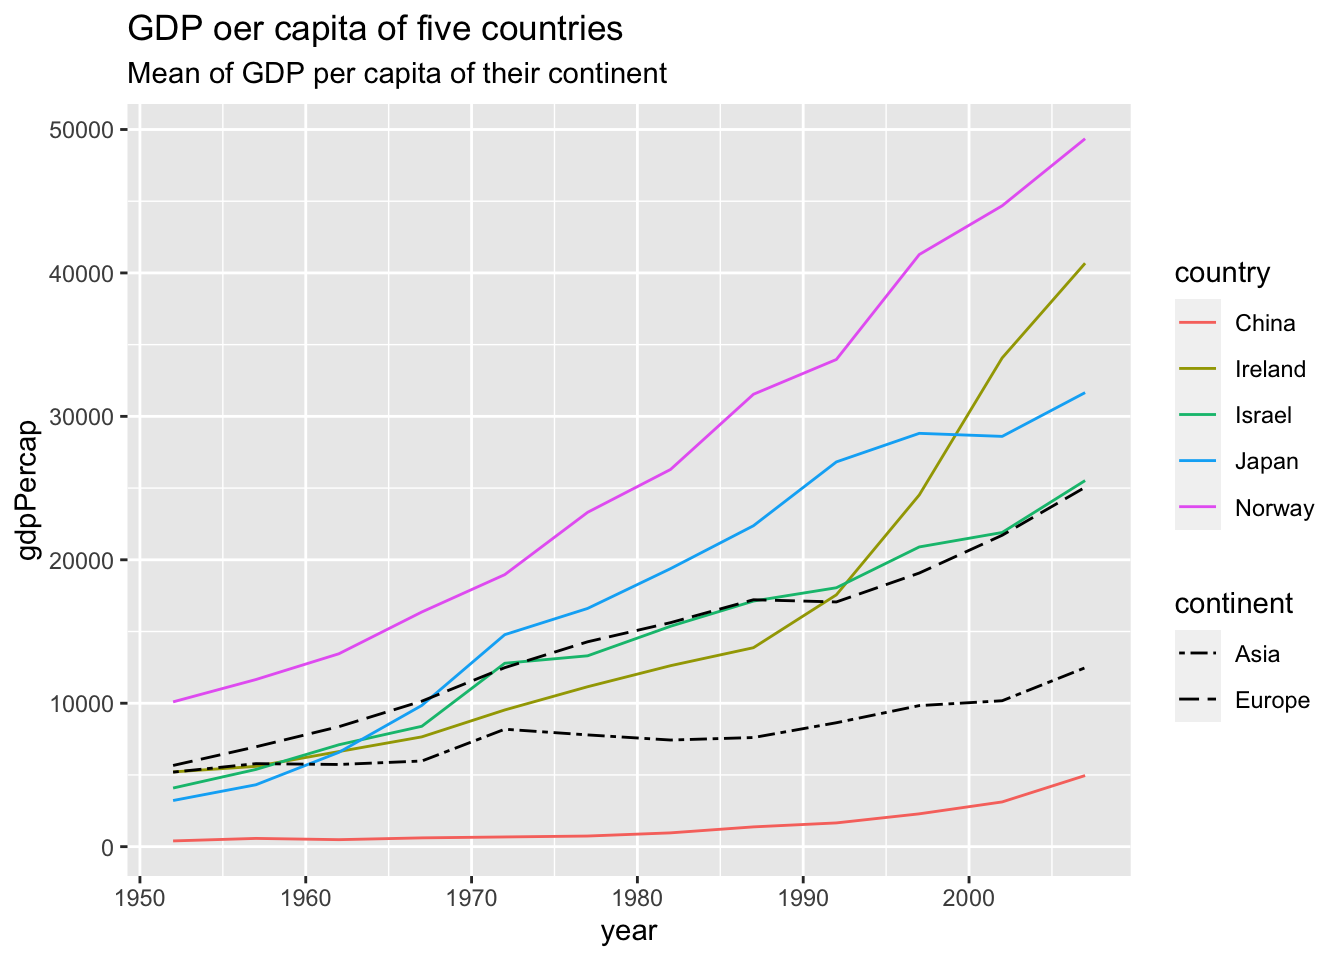 GDP oer capita of five countries
Mean of GDP per capita of their continent
50000
40000
30000
20000
10000
0
gdpPercap
1950
1960
1970
1980
1990
2000
year
country
China
Ireland
Israel
Japan
Norway
continent
Asia
Europe